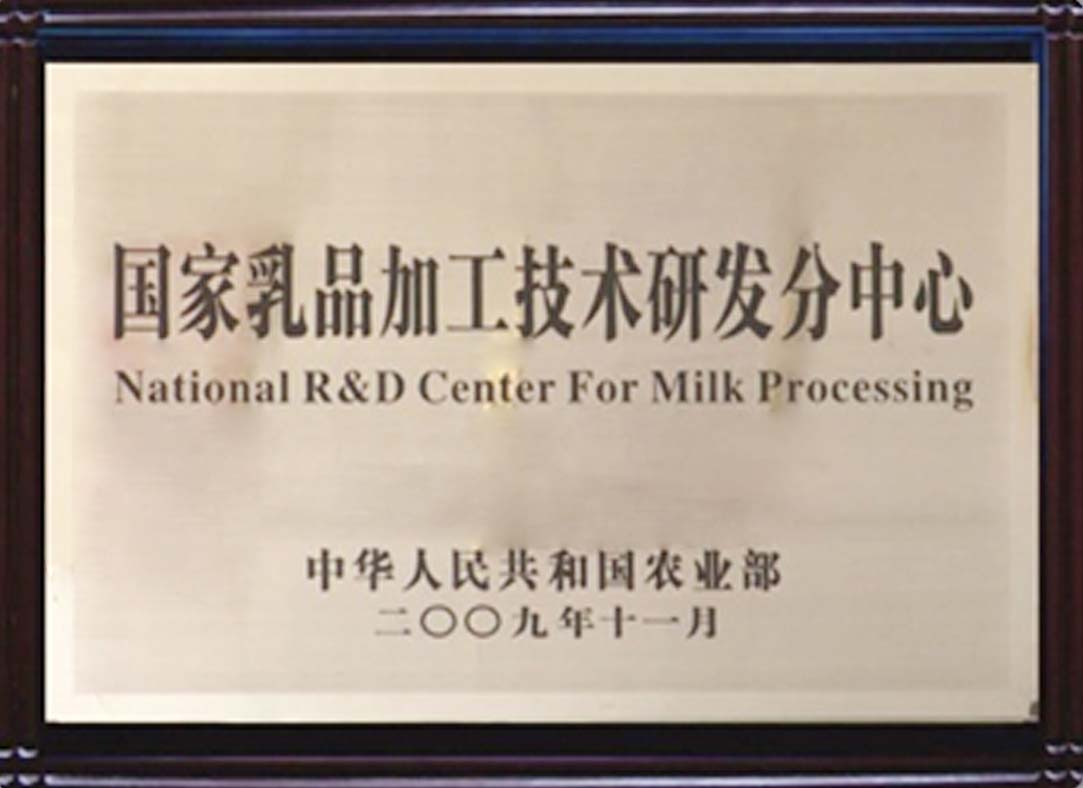 国家乳品加工技术研发分中心
National R&D Center For Milk Processing
中华人民共和国农业部
二〇〇九年十一月